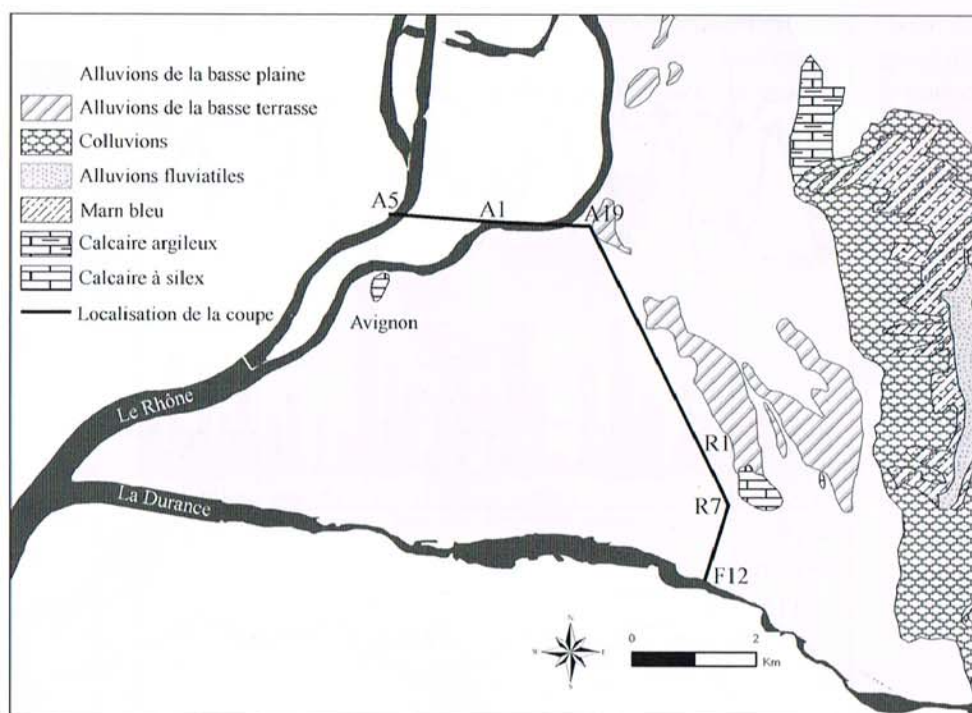 Alluvions de la basse plaine
Alluvions de la basse terrasse
Colluvions
Alluvions fluviatiles
Marn bleu
Calcaire argileux
Calcaire à silex
Localisation de la coupe
A5
A1
A19
Avignon
Le Rhône
La Durance
R1
R7
F12
N
S
0 2
Km